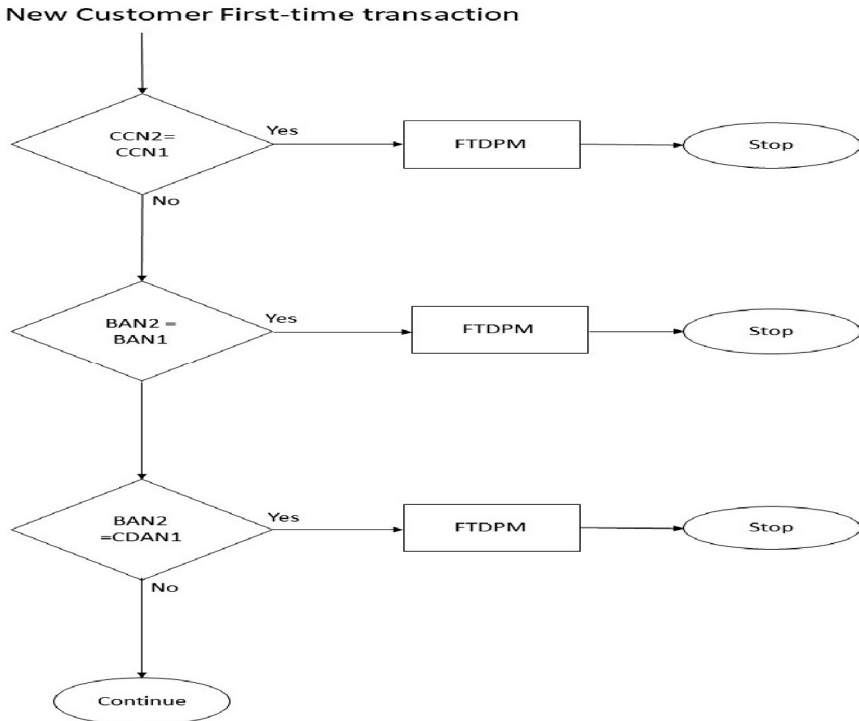 New Customer First-time transaction
CCN2=
CCN1
Yes
FTDPM
Stop
No
BAN2 =
BAN1
Yes
FTDPM
Stop
BAN2
=CDAN1
Yes
FTDPM
Stop
No
Continue